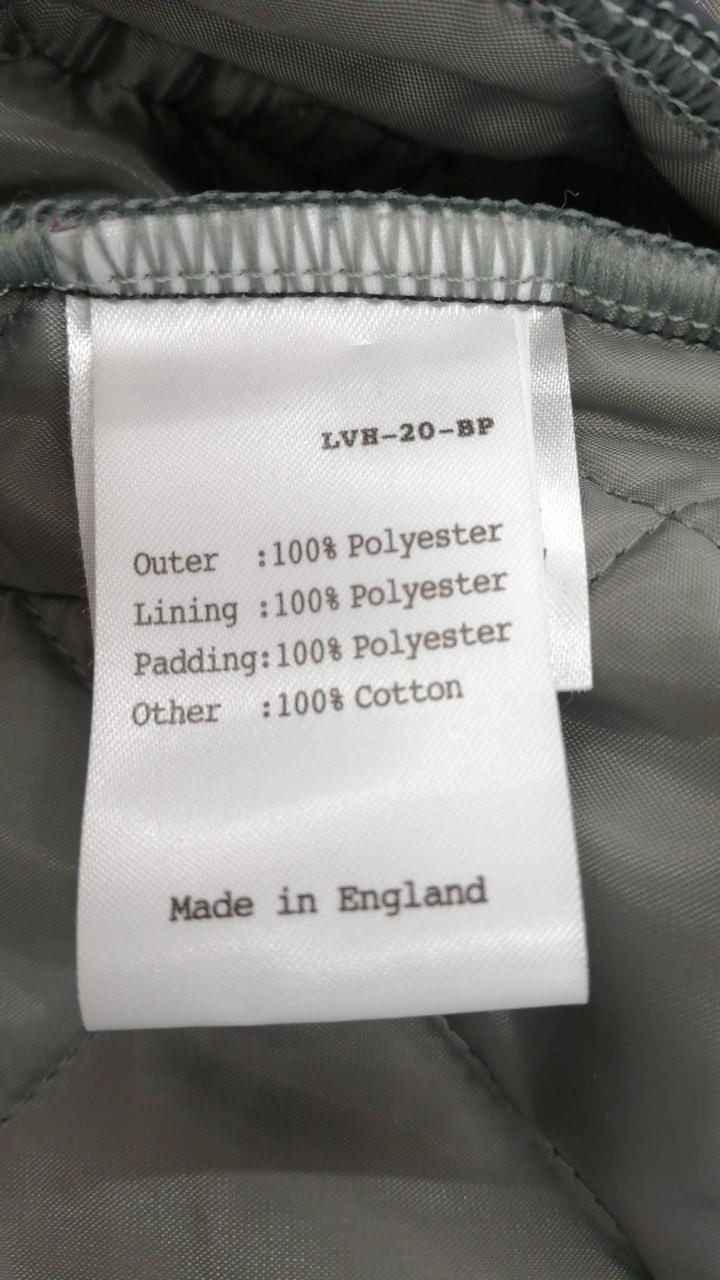 LVH-20-BP
Outer :100% Polyester
Lining :100% Polyester
Padding:100% Polyester
Other :100% Cotton
Made in England